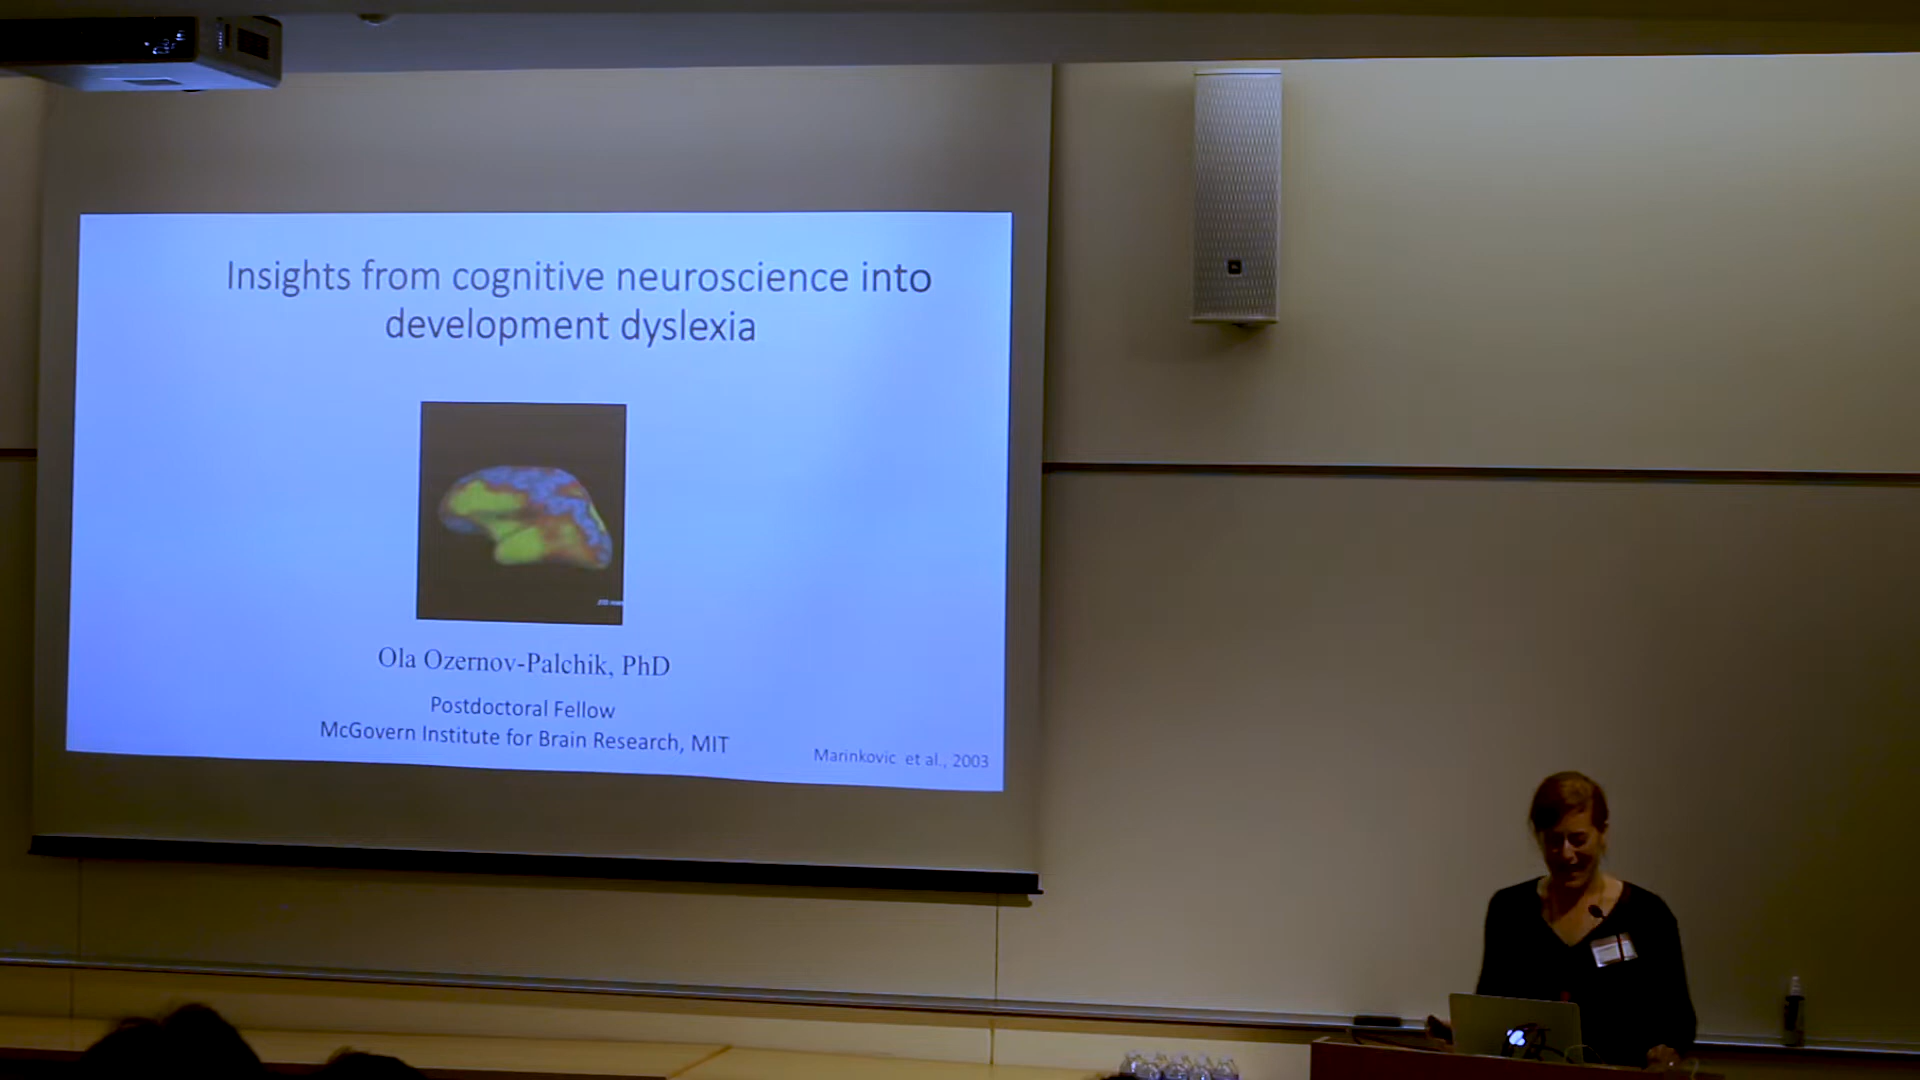 Insights from cognitive neuroscience into
development dyslexia
Ola Ozernov-Palchik, PhD
Postdoctoral Fellow
McGovern Institute for Brain Research, MIT
Marinkovic et al., 2003